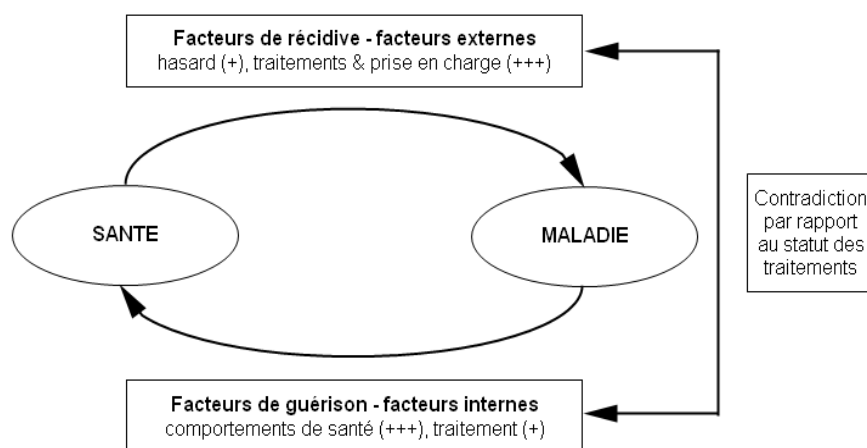 Facteurs de récidive - facteurs externes
hasard (+), traitements & prise en charge (+++)
SANTE
MALADIE
Contradiction
par rapport
au statut des
traitements
Facteurs de guérison - facteurs internes
comportements de santé (+++), traitement (+)